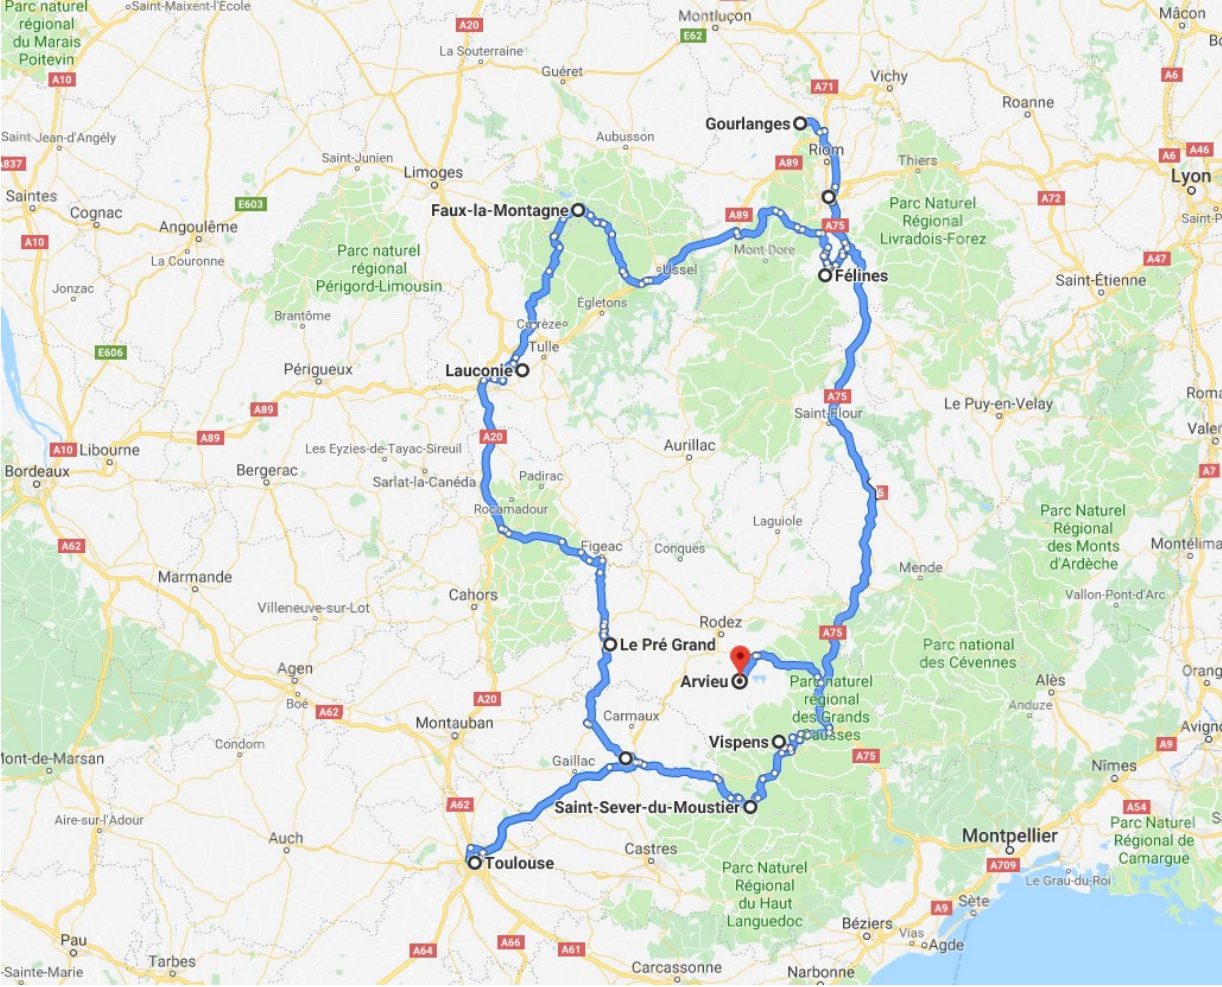 Parc naturel
régional
du Marais
Poitevin
Saint-Maixent-l'École
A20
Montluçon
E62
Mâcon
A10
La Souterraine
A71
Vichy
A6
Guéret
Roanne
Saint-Jean-d'Angély
Gourlanges
Aubusson
Riom
837
Saint-Junien
A89
Thiers
A6
A46
Limoges
Lyon
Saintes
E603
A72
Cognac
Faux-la-Montagne
A89
Parc Naturel
Régional
Livradois-Forez
Angoulême
A75
A10
La Couronne
Parc naturel
régional
Périgord-Limousin
Mont-Dore
A47
Ussel
Félines
Saint-Étienne
Jonzac
Égletons
Brantôme
Corrèze
Tulle
E606
Périgueux
Lauconie
A75
A89
Saint-Flour
Le Puy-en-Velay
A89
A20
A10
Libourne
Les Eyzies-de-Tayac-Sireuil
Aurillac
Bordeaux
Bergerac
Padirac
A7
Sarlat-la-Canéda
Rocamadour
Laguiole
Parc Naturel
Régional
des Monts
d'Ardèche
A62
Figeac
Conques
Marmande
Mende
Cahors
Vallon-Pont-d'Arc
Villeneuve-sur-Lot
Rodez
A75
Le Pré Grand
Parc national
des Cévennes
Agen
Arvieu
Parc naturel
régional
des Grands
Causses
Alès
Boé
A20
A62
Anduze
Montauban
Carmaux
Condom
Vispens
A75
A9
Gaillac
Nîmes
A62
Saint-Sever-du-Moustier
A54
Aire-sur-l'Adour
Auch
Castres
Montpellier
Parc Naturel
Régional de
Camargue
Toulouse
A709
Parc Naturel
Régional
du Haut
Languedoc
Le Grau-du-Roi
A9
Sète
Béziers
Vias
Agde
Pau
A64
A66
A61
Tarbes
Carcassonne
Narbonne